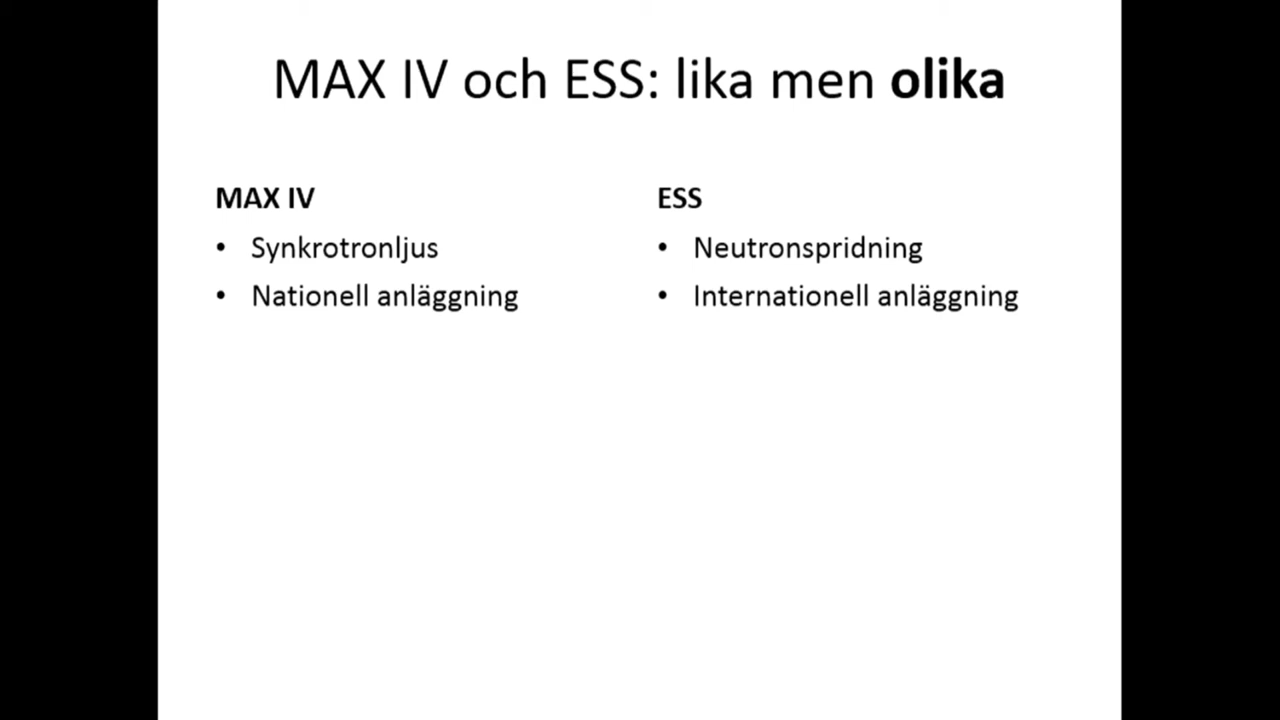 MAX IV och ESS: lika men olika
MAX IV
• Synkrotronljus
• Nationell anläggning
ESS
• Neutronspridning
• Internationell anläggning